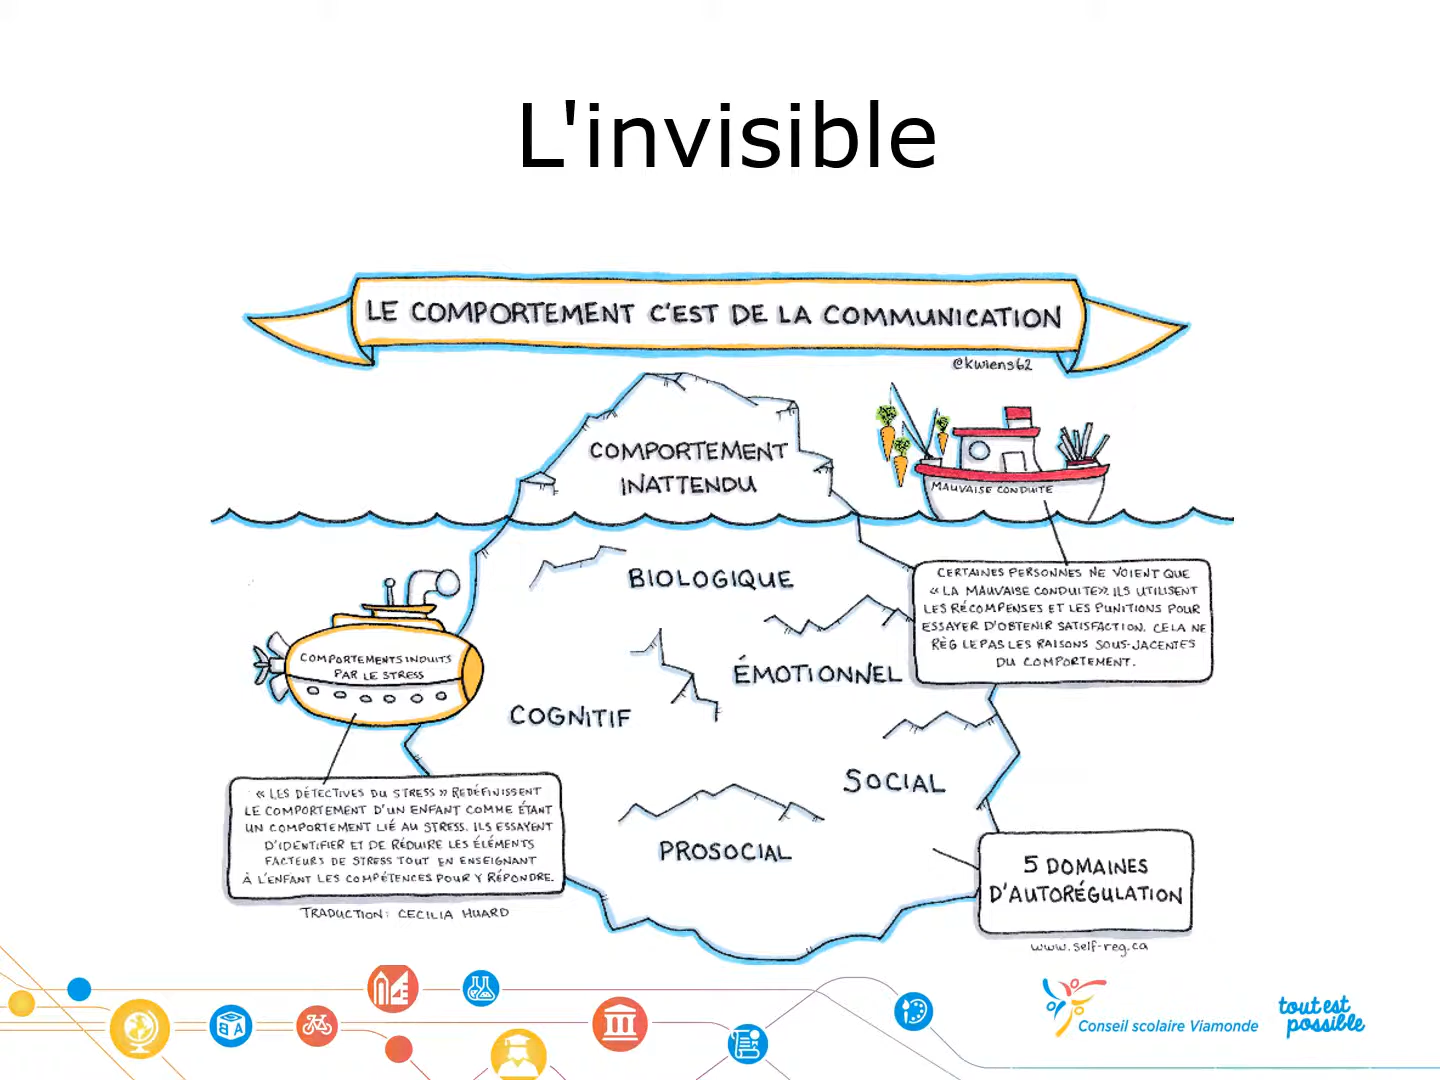 L'invisible
LE COMPORTEMENT C'EST DE LA COMMUNICATION
@kwiens62
COMPORTEMENT
INATTENDU
MAUVAISE CONDUITE
BIOLOGIQUE
CERTAINES PERSONNES NE VOIENT QUE
« LA MAUVAISE CONDUITE». ILS UTILISENT
LES RÉCOMPENSES ET LES PUNITIONS POUR
ESSAYER D'OBTENIR SATISFACTION. CELA NE
RÈG LEPAS LES RAISONS SOUS-JACENTES
DU COMPORTEMENT.
COMPORTEMENTS INDUITS
PAR LE STRESS
ÉMOTIONNEL
COGNITIF
SOCIAL
« LES DÉTECTIVES DU STRESS » REDÉFINISSENT
LE COMPORTEMENT D'UN ENFANT COMME ÉTANT
UN COMPORTEMENT LIÉ AU STRESS. ILS ESSAYENT
D'IDENTIFIER ET DE RÉDUIRE LES ÉLÉMENTS
FACTEURS DE STRESS TOUT EN ENSEIGNANT
À L'ENFANT LES COMPÉTENCES POUR Y RÉPONDRE.
PROSOCIAL
5 DOMAINES
D'AUTORÉGULATION
TRADUCTION: CECILIA HUARD
www.self-reg.ca
Conseil scolaire Viamonde
tout est
possible